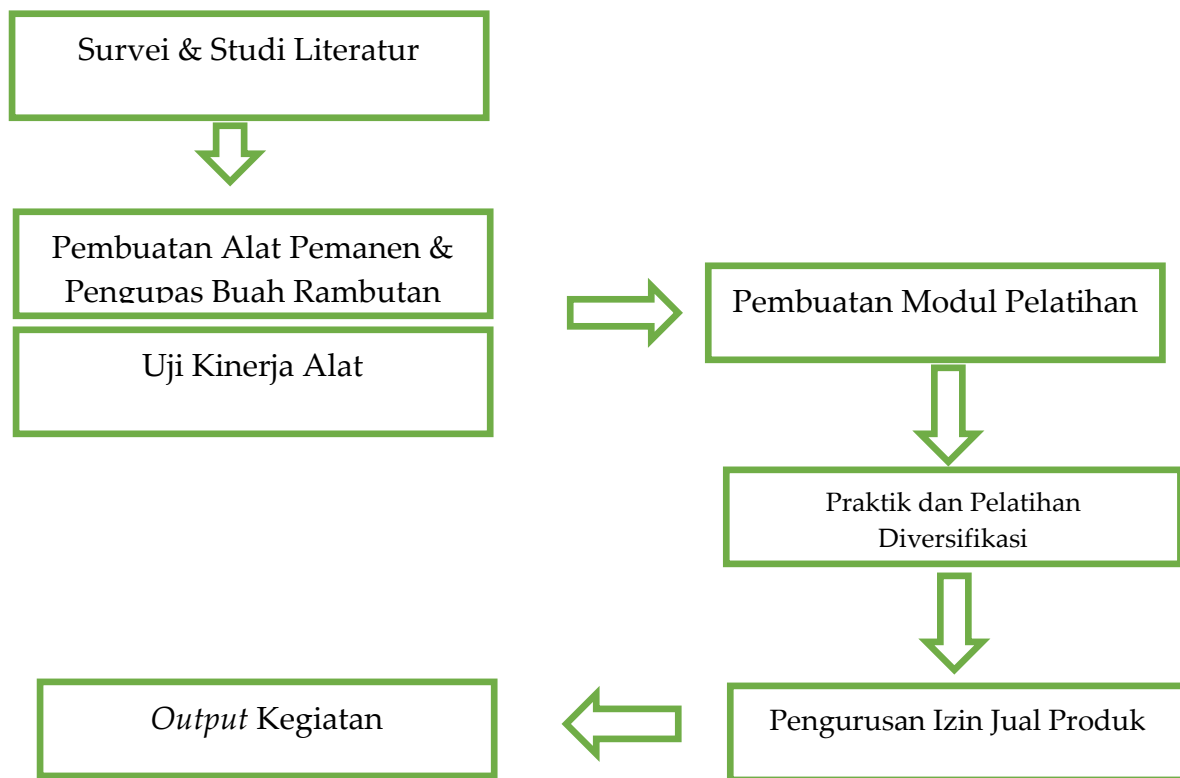 Survei & Studi Literatur
Pembuatan Alat Pemanen &
Pengupas Buah Rambutan
Uji Kinerja Alat
Pembuatan Modul Pelatihan
Praktik dan Pelatihan
Diversifikasi
Pengurusan Izin Jual Produk
Output Kegiatan